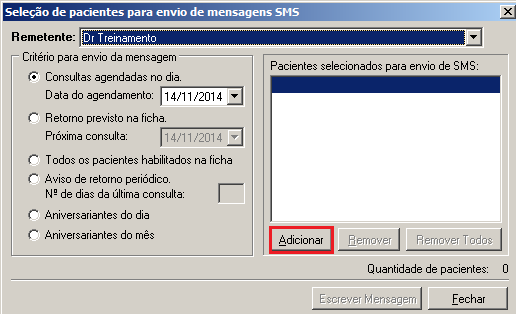 Seleção de pacientes para envio de mensagens SMS
Remetente: Dr Treinamento
Critério para envio da mensagem
Consultas agendadas no dia.
Data do agendamento: 14/11/2014
Retorno previsto na ficha.
Próxima consulta: 14/11/2014
Todos os pacientes habilitados na ficha
Aviso de retorno periódico.
Nº de dias da última consulta:
Aniversariantes do dia
Aniversariantes do mês
Pacientes selecionados para envio de SMS:
Adicionar Remover Remover Todos
Quantidade de pacientes: 0
Escrever Mensagem Fechar